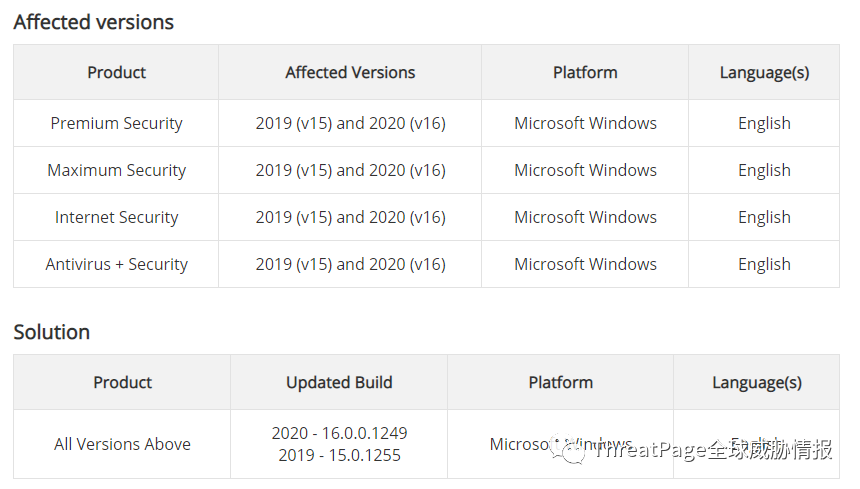 Affected versions
Product Affected Versions Platform Language(s)
Premium Security 2019 (v15) and 2020 (v16) Microsoft Windows English
Maximum Security 2019 (v15) and 2020 (v16) Microsoft Windows English
Internet Security 2019 (v15) and 2020 (v16) Microsoft Windows English
Antivirus + Security 2019 (v15) and 2020 (v16) Microsoft Windows English
Solution
Product Updated Build Platform Language(s)
All Versions Above 2020 - 16.0.0.1249
2019 - 15.0.1255 Microsoft Windows English
ThreatPage全球威胁情报